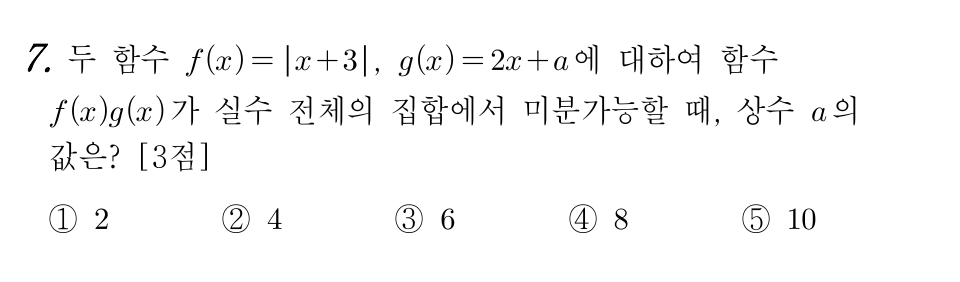 7. 두 함수 f(x)=|x+3|, g(x)=2x+a에 대하여 함수
f(x)g(x)가 실수 전체의 집합에서 미분가능할 때, 상수 a의
값은? [3점]
① 2 ② 4 ③ 6 ④ 8 ⑤ 10